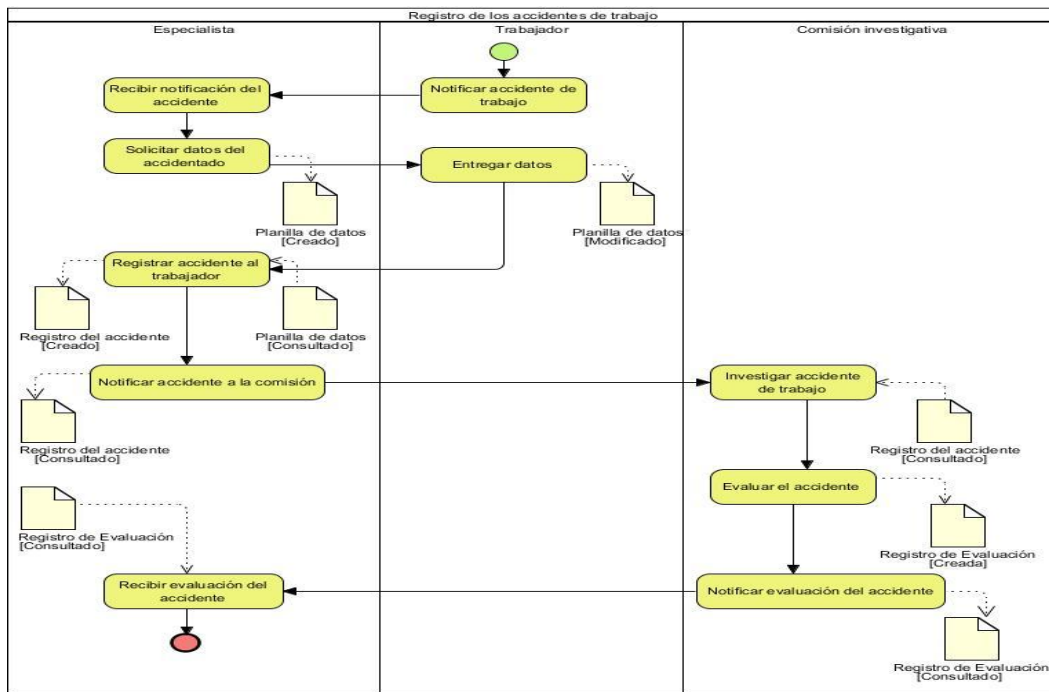 Registro de los accidentes de trabajo
Especialista
Trabajador
Comisión investigativa
Recibir notificación del
accidente
Notificar accidente de
trabajo
Solicitar datos del
accidentado
Entregar datos
Planilla de datos
[Creado]
Planilla de datos
[Modificado]
Registrar accidente al
trabajador
Registro del accidente
[Creado]
Planilla de datos
[Consultado]
Notificar accidente a la comisión
Investigar accidente
de trabajo
Registro del accidente
[Consultado]
Registro del accidente
[Consultado]
Evaluar el accidente
Registro de Evaluación
[Consultado]
Registro de Evaluación
[Creada]
Recibir evaluación del
accidente
Notificar evaluación del accidente
Registro de Evaluación
[Consultado]